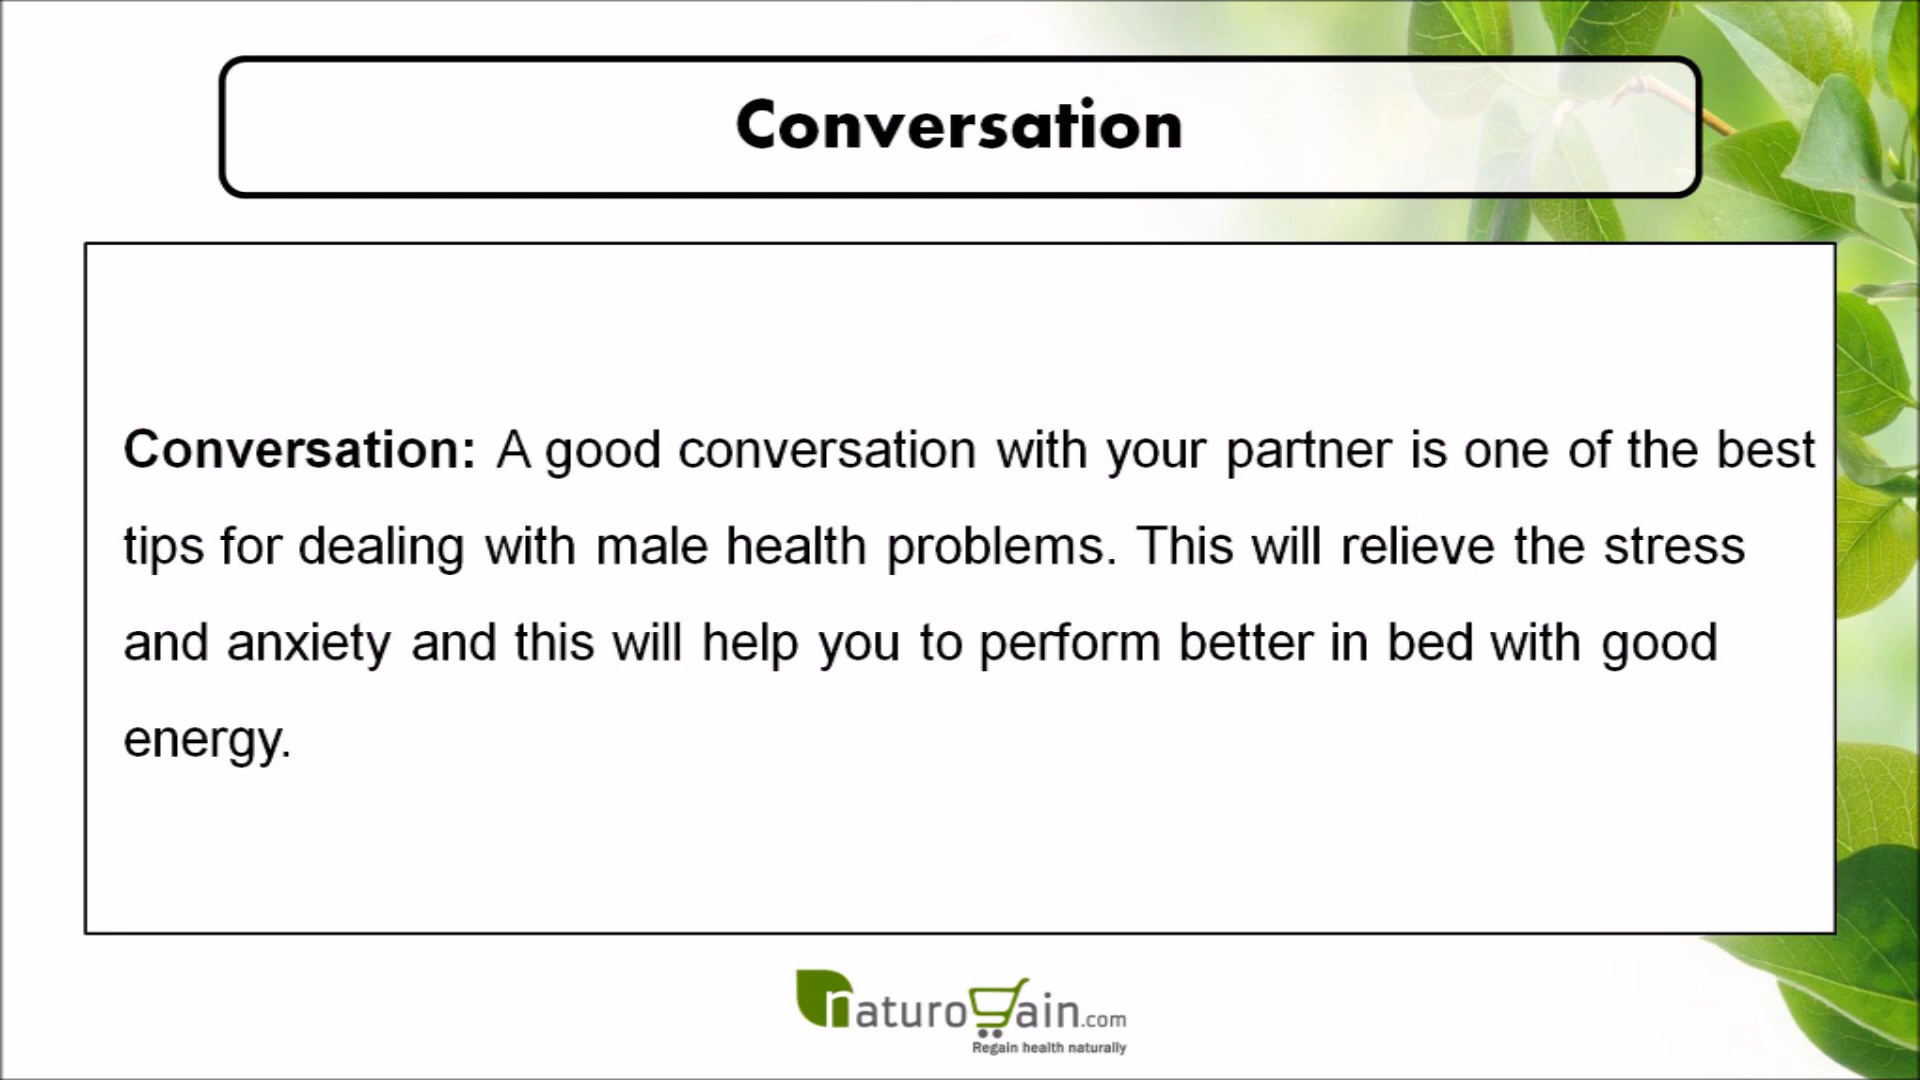 Conversation
Conversation: A good conversation with your partner is one of the best
tips for dealing with male health problems. This will relieve the stress
and anxiety and this will help you to perform better in bed with good
energy.
naturogain.com
Regain health naturally